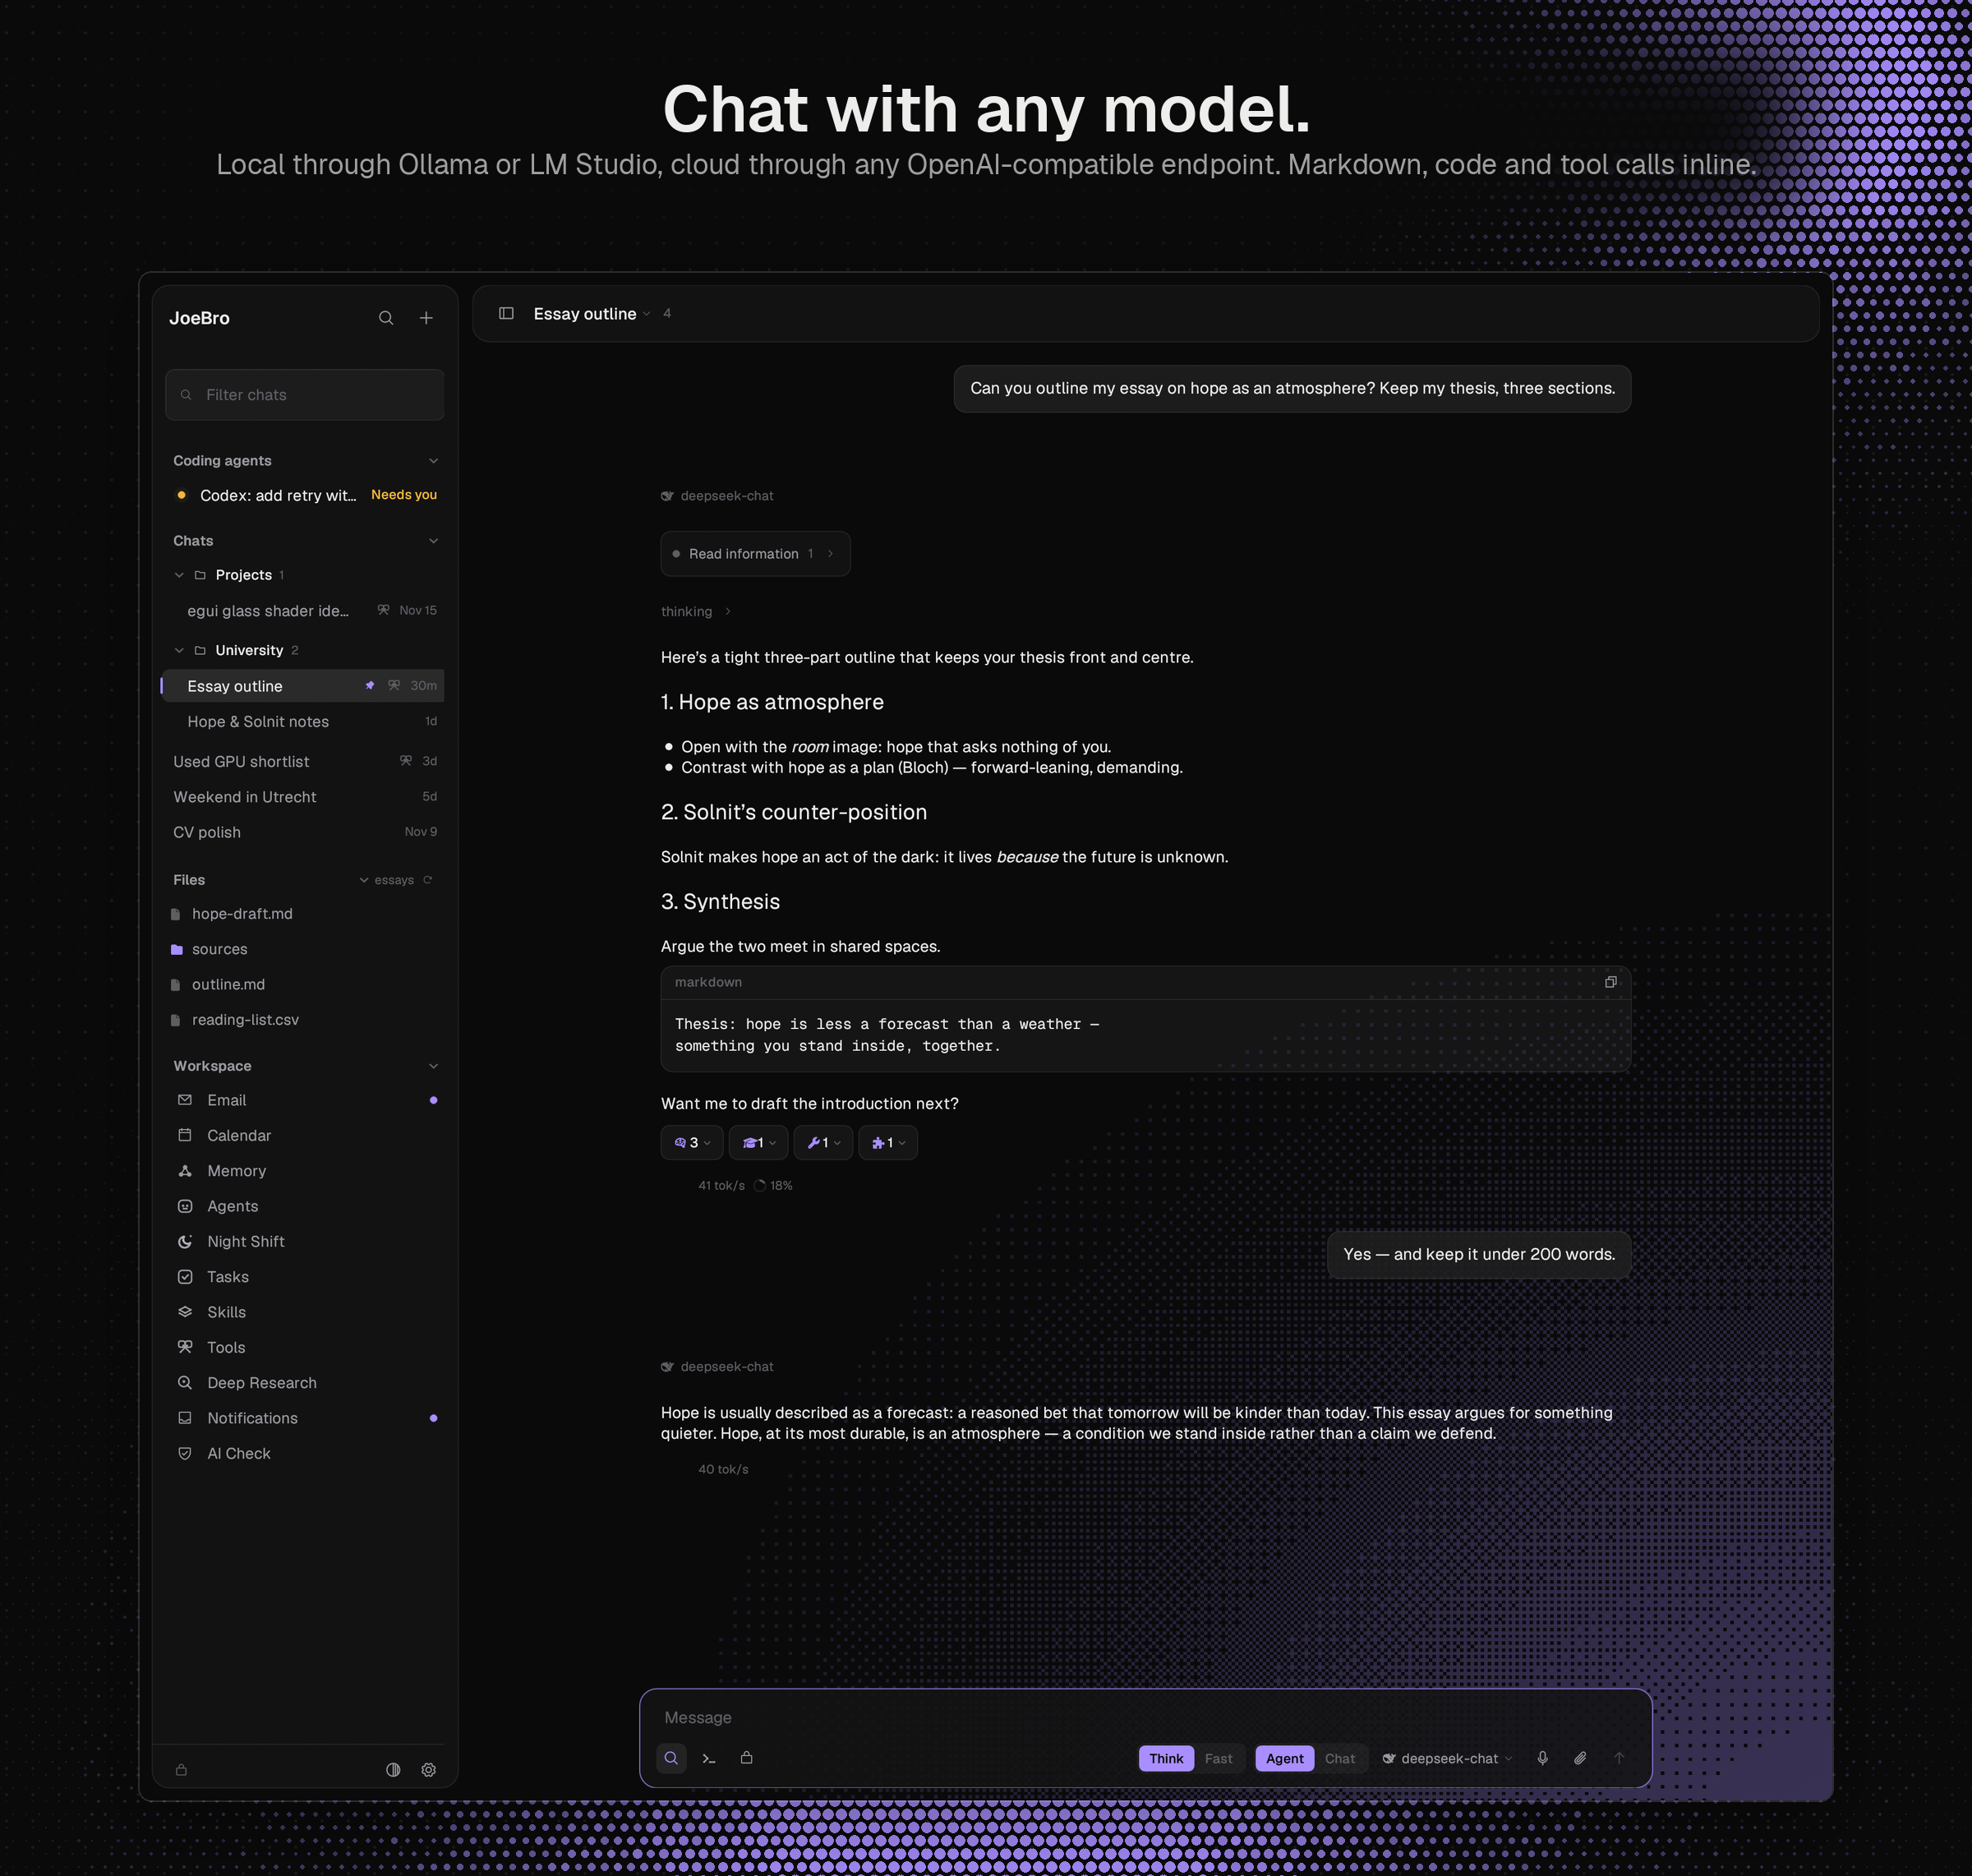 Chat with any model.
Local through Ollama or LM Studio, cloud through any OpenAI-compatible endpoint. Markdown, code and tool calls inline.
JoeBro
Filter chats
Coding agents
Codex: add retry wit... Needs you
Chats
Projects 1
egui glass shader ide... Nov 15
University 2
Essay outline 30m
Hope & Solnit notes 1d
Used GPU shortlist 3d
Weekend in Utrecht 5d
CV polish Nov 9
Files essays
hope-draft.md
sources
outline.md
reading-list.csv
Workspace
Email
Calendar
Memory
Agents
Night Shift
Tasks
Skills
Tools
Deep Research
Notifications
AI Check
Essay outline 4
Can you outline my essay on hope as an atmosphere? Keep my thesis, three sections.
deepseek-chat
Read information 1
thinking
Here’s a tight three-part outline that keeps your thesis front and centre.
1. Hope as atmosphere
• Open with the room image: hope that asks nothing of you.
• Contrast with hope as a plan (Bloch) — forward-leaning, demanding.
2. Solnit’s counter-position
Solnit makes hope an act of the dark: it lives because the future is unknown.
3. Synthesis
Argue the two meet in shared spaces.
markdown
Thesis: hope is less a forecast than a weather —
something you stand inside, together.
Want me to draft the introduction next?
3 1 1 1
41 tok/s 18%
Yes — and keep it under 200 words.
deepseek-chat
Hope is usually described as a forecast: a reasoned bet that tomorrow will be kinder than today. This essay argues for something
quieter. Hope, at its most durable, is an atmosphere — a condition we stand inside rather than a claim we defend.
40 tok/s
Message
Think Fast Agent Chat deepseek-chat